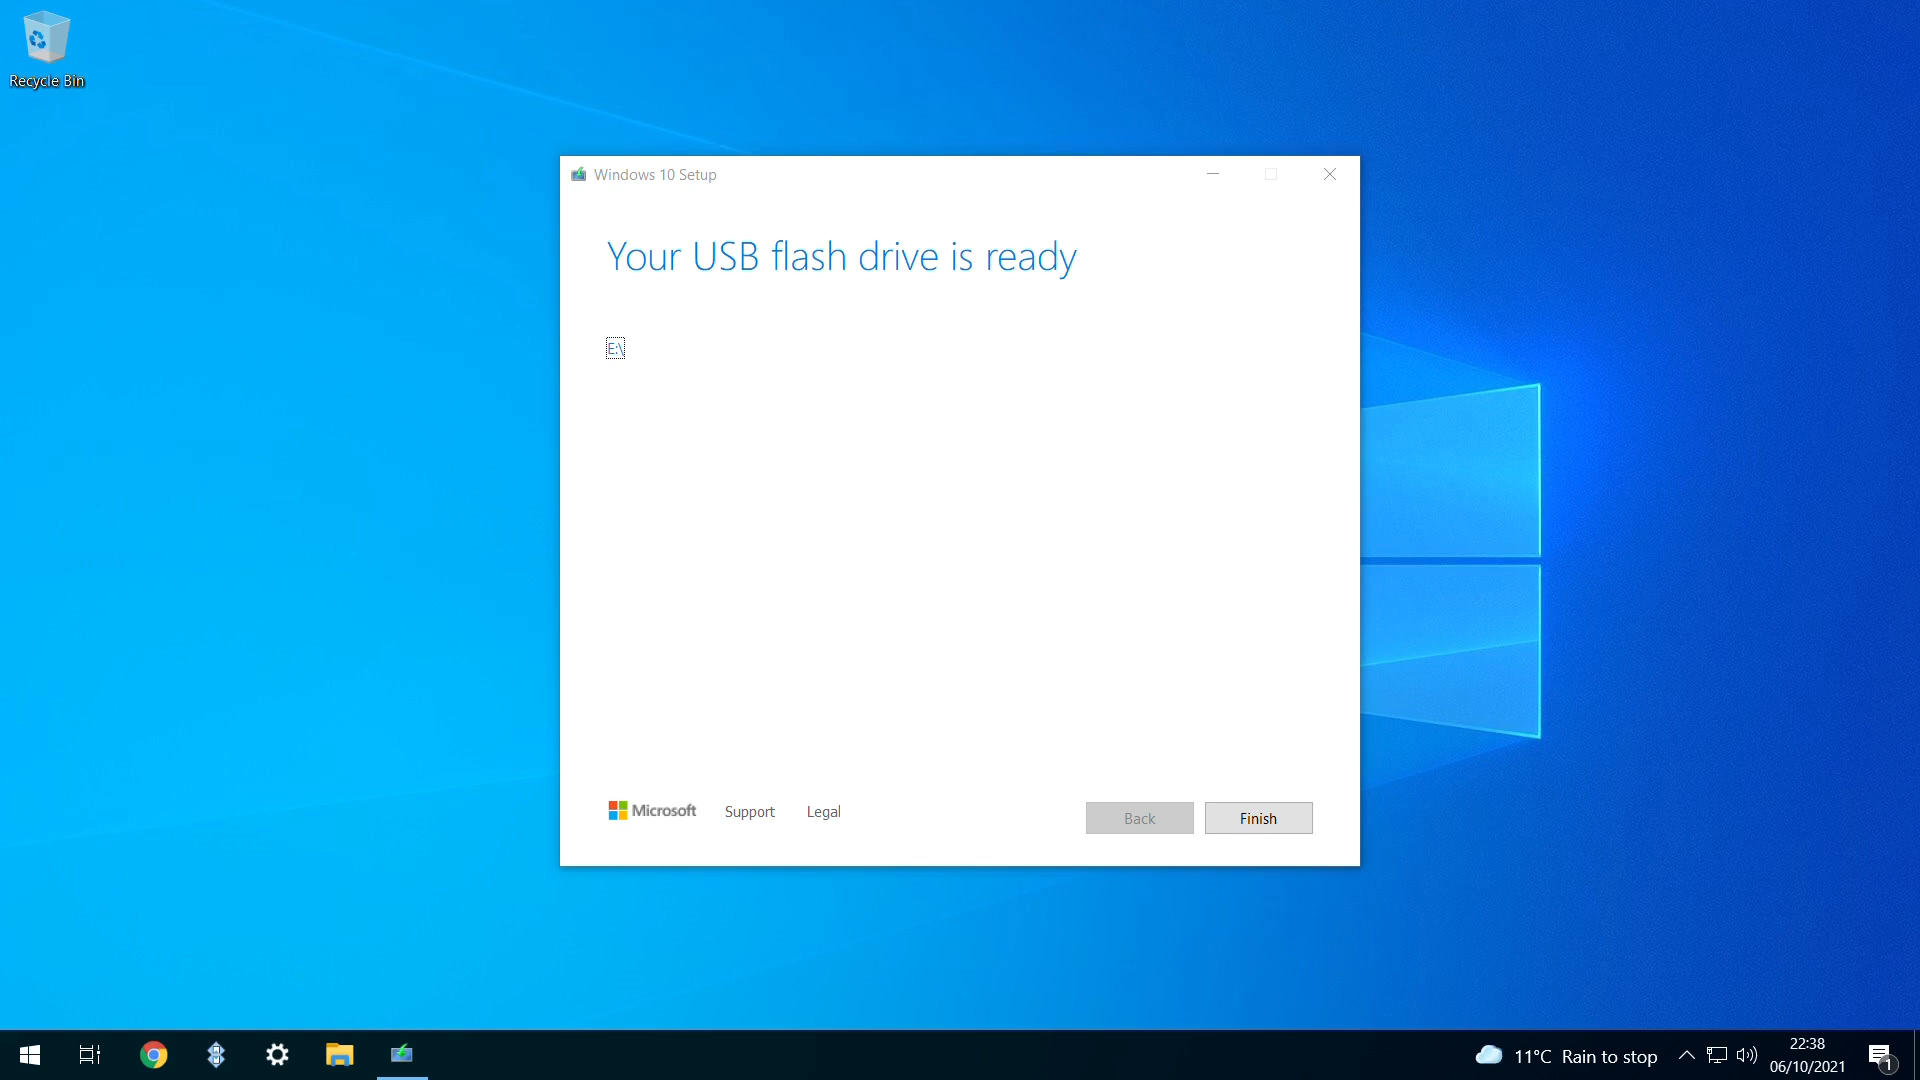 Recycle Bin
Windows 10 Setup
Your USB flash drive is ready
E:\
Microsoft
Support
Legal
Back
Finish
11°C Rain to stop
22:38
06/10/2021
1